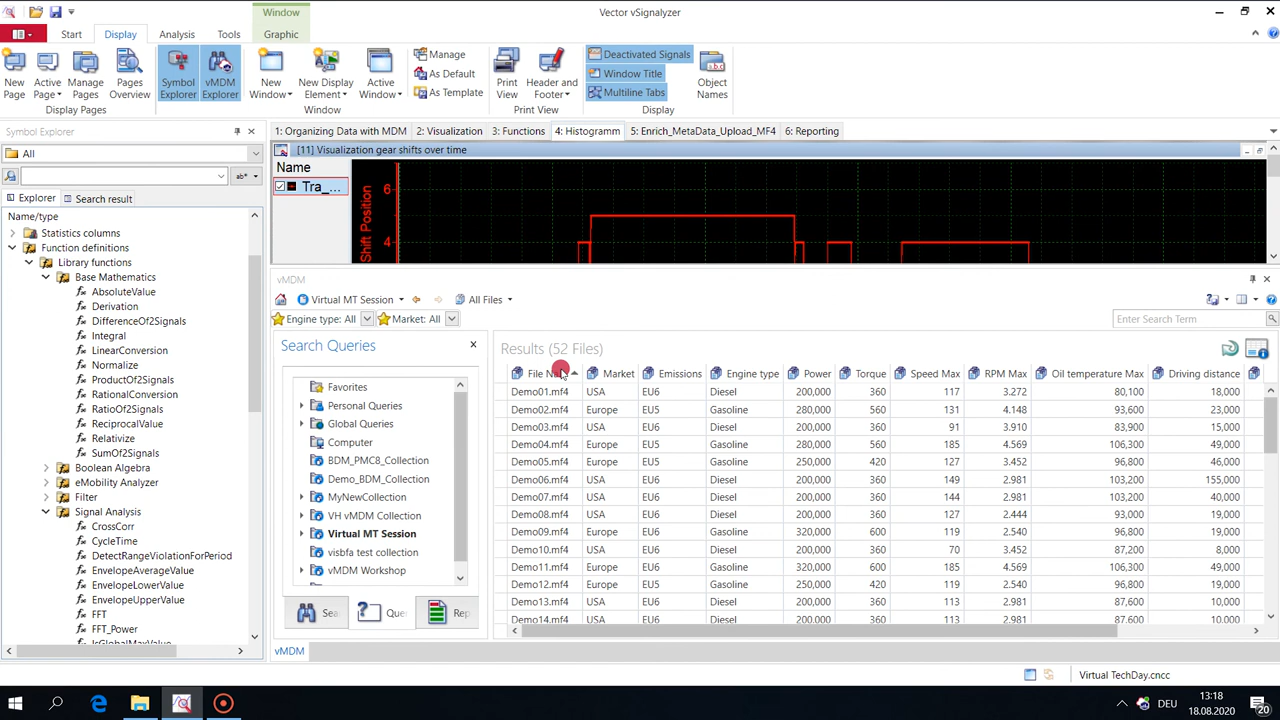 Window
Vector vSignalyzer
Start
Display
Analysis
Tools
Graphic
New Page
Active Page
Manage Pages
Pages Overview
Symbol Explorer
vMDM Explorer
New Window
New Display Element
Active Window
Manage
As Default
As Template
Print View
Header and Footer
Deactivated Signals
Window Title
Multiline Tabs
Object Names
Display Pages
Window
Print View
Display
Symbol Explorer
1: Organizing Data with MDM
2: Visualization
3: Functions
4: Histogramm
5: Enrich_MetaData_Upload_MF4
6: Reporting
All
[11] Visualization gear shifts over time
Name
Tra_...
Shift Position
6
4
ab*
Explorer
Search result
Name/type
Statistics columns
Function definitions
Library functions
Base Mathematics
AbsoluteValue
Derivation
DifferenceOf2Signals
Integral
LinearConversion
Normalize
ProductOf2Signals
RationalConversion
RatioOf2Signals
ReciprocalValue
Relativize
SumOf2Signals
Boolean Algebra
eMobility Analyzer
Filter
Signal Analysis
CrossCorr
CycleTime
DetectRangeViolationForPeriod
EnvelopeAverageValue
EnvelopeLowerValue
EnvelopeUpperValue
FFT
FFT_Power
IsGlobalMaxValue
vMDM
Virtual MT Session
All Files
Engine type: All
Market: All
Enter Search Term
Search Queries
Favorites
Personal Queries
Global Queries
Computer
BDM_PMC8_Collection
Demo_BDM_Collection
MyNewCollection
VH vMDM Collection
Virtual MT Session
visbfa test collection
vMDM Workshop
Sea
Que
Rep
Results (52 Files)
File Market Emissions Engine type Power Torque Speed Max RPM Max Oil temperature Max Driving distance
Demo01.mf4 USA EU6 Diesel 200,000 360 117 3.272 80,100 18,000
Demo02.mf4 Europe EU5 Gasoline 280,000 560 131 4.148 93,600 23,000
Demo03.mf4 USA EU6 Diesel 200,000 360 91 3.910 83,900 15,000
Demo04.mf4 Europe EU5 Gasoline 280,000 560 185 4.569 106,300 49,000
Demo05.mf4 Europe EU5 Gasoline 250,000 420 127 3.452 96,800 46,000
Demo06.mf4 USA EU6 Diesel 200,000 360 149 2.981 103,200 155,000
Demo07.mf4 USA EU6 Diesel 200,000 360 144 2.981 103,200 40,000
Demo08.mf4 USA EU6 Diesel 200,000 360 127 2.444 93,000 19,000
Demo09.mf4 Europe EU6 Gasoline 320,000 600 119 2.540 96,800 19,000
Demo10.mf4 USA EU6 Diesel 200,000 360 70 3.452 87,200 8,000
Demo11.mf4 Europe EU6 Gasoline 320,000 600 185 4.569 106,300 49,000
Demo12.mf4 Europe EU5 Gasoline 250,000 420 119 2.540 96,800 19,000
Demo13.mf4 USA EU6 Diesel 200,000 360 113 2.981 87,600 10,000
Demo14.mf4 USA EU6 Diesel 200,000 360 113 2.981 87,600 10,000
vMDM
Virtual TechDay.cncc
DEU
13:18
18.08.2020
20